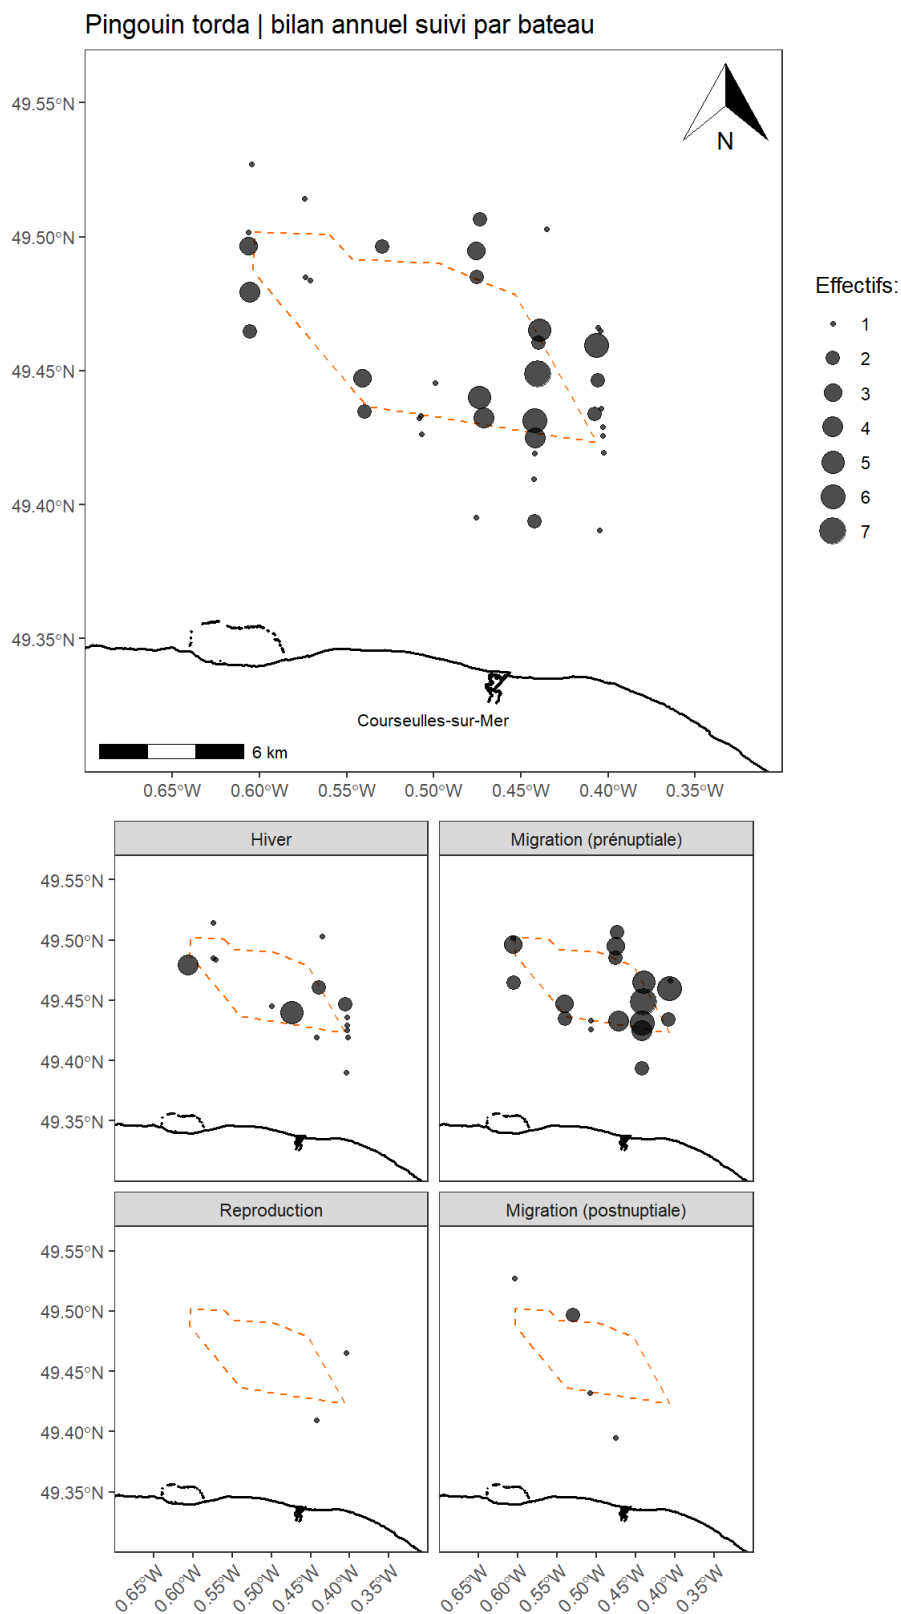 Pingouin torda | bilan annuel suivi par bateau
49.55°N
49.50°N
49.45°N
49.40°N
49.35°N
N
Courseulles-sur-Mer
6 km
0.65°W 0.60°W 0.55°W 0.50°W 0.45°W 0.40°W 0.35°W
Effectifs:
1
2
3
4
5
6
7
Hiver
Migration (prénuptiale)
49.55°N
49.50°N
49.45°N
49.40°N
49.35°N
Reproduction
Migration (postnuptiale)
49.55°N
49.50°N
49.45°N
49.40°N
49.35°N
0.65°W 0.60°W 0.55°W 0.50°W 0.45°W 0.40°W 0.35°W
0.65°W 0.60°W 0.55°W 0.50°W 0.45°W 0.40°W 0.35°W